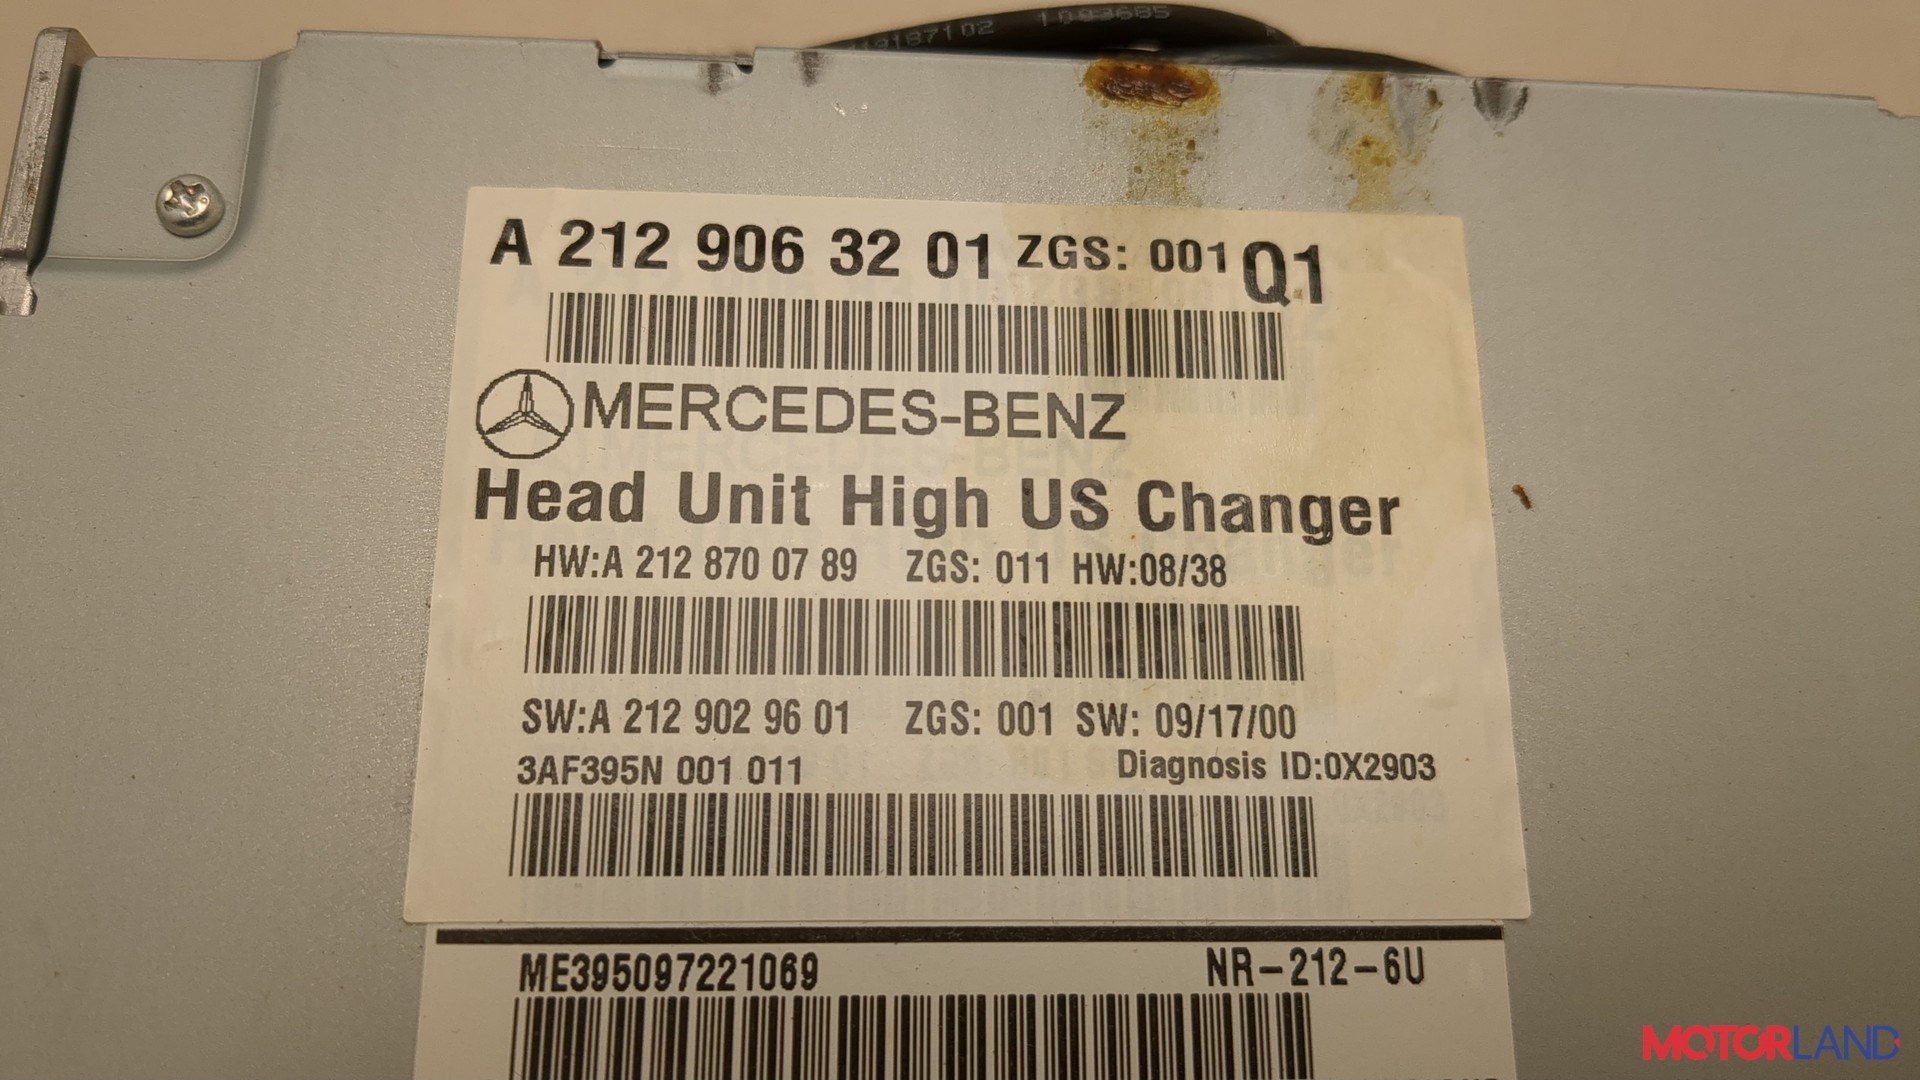 1093685
187102
A 212 906 32 01 ZGS: 001 Q1
MERCEDES-BENZ
Head Unit High US Changer
HW:A 212 870 07 89 ZGS: 011 HW:08/38
SW:A 212 902 96 01 ZGS: 001 SW: 09/17/00
3AF395N 001 011 Diagnosis ID:0X2903
ME395097221069 NR-212-6U
MOTORLAND